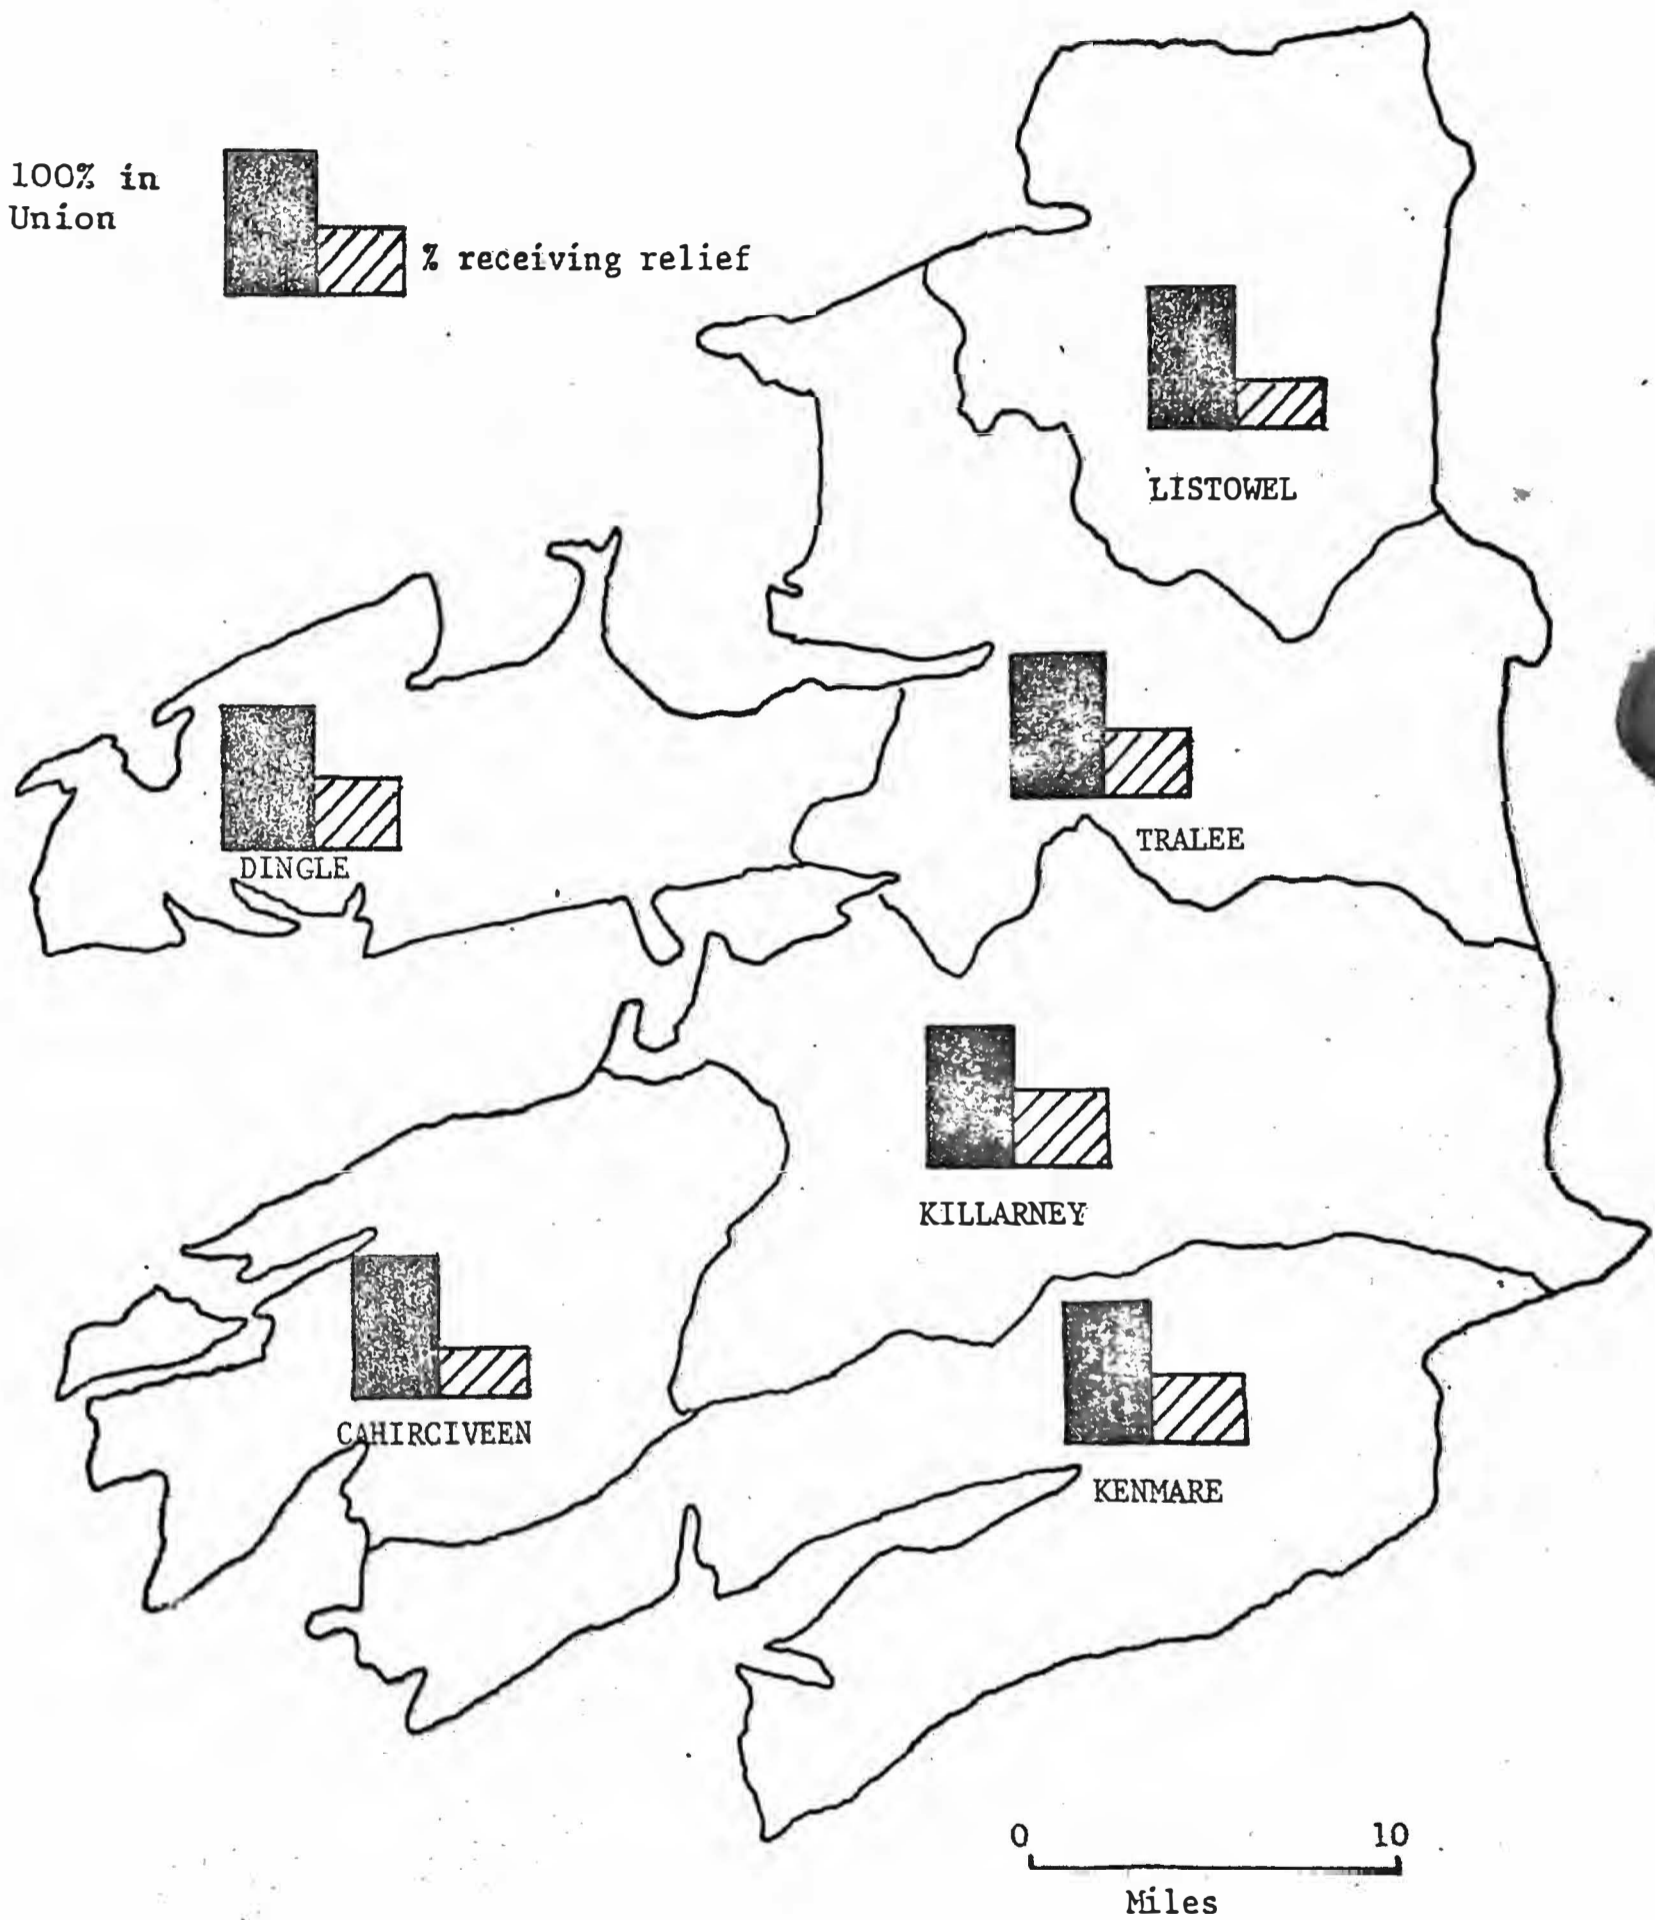 100% in
Union
% receiving relief
LISTOWEL
TRALEE
DINGLE
KILLARNEY
CAHIRCIVEEN
KENMARE
0 10
Miles